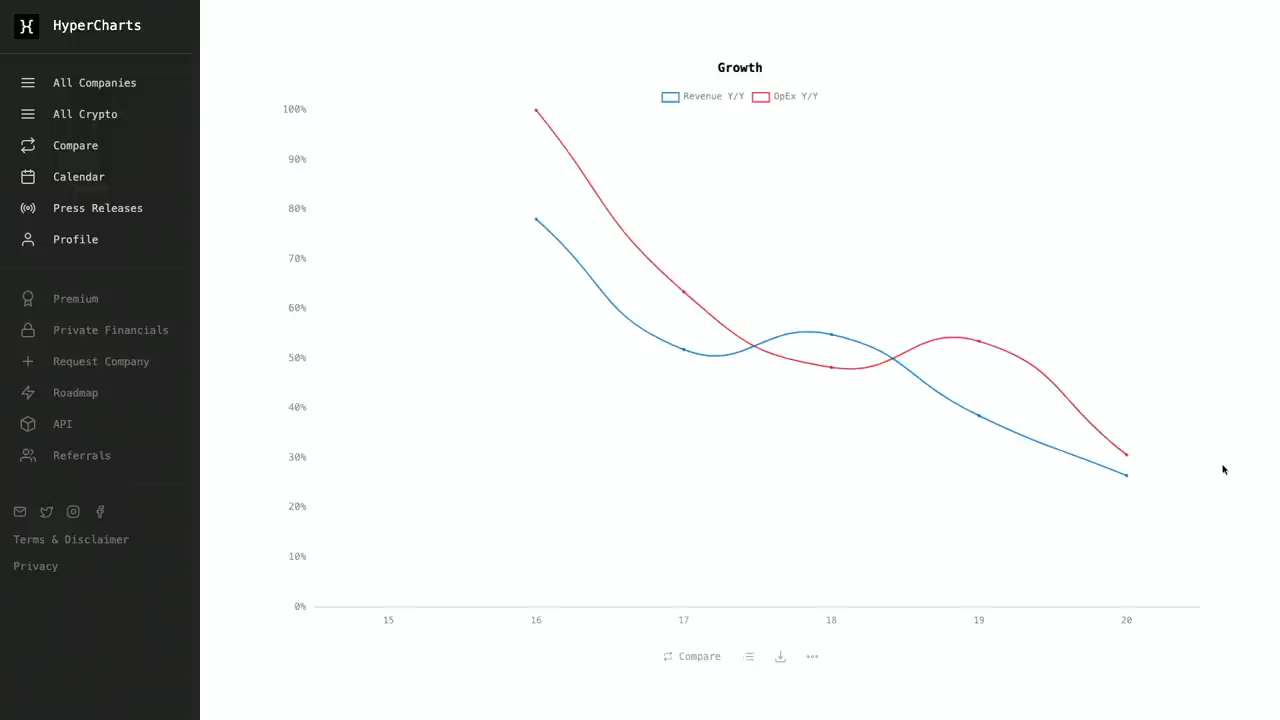 HyperCharts
All Companies
All Crypto
Compare
Calendar
Press Releases
Profile
Premium
Private Financials
Request Company
Roadmap
API
Referrals
Terms & Disclaimer
Privacy
Growth
Revenue Y/Y OpEx Y/Y
100%
90%
80%
70%
60%
50%
40%
30%
20%
10%
0%
15 16 17 18 19 20
Compare